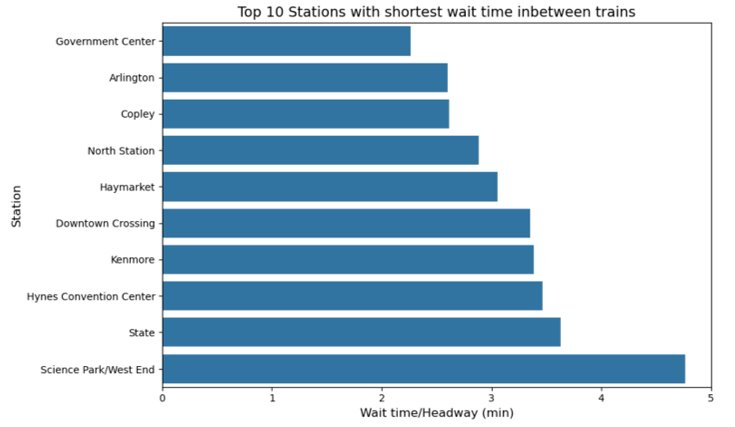 Top 10 Stations with shortest wait time inbetween trains
Station
Government Center
Arlington
Copley
North Station
Haymarket
Downtown Crossing
Kenmore
Hynes Convention Center
State
Science Park/West End
0 1 2 3 4 5
Wait time/Headway (min)